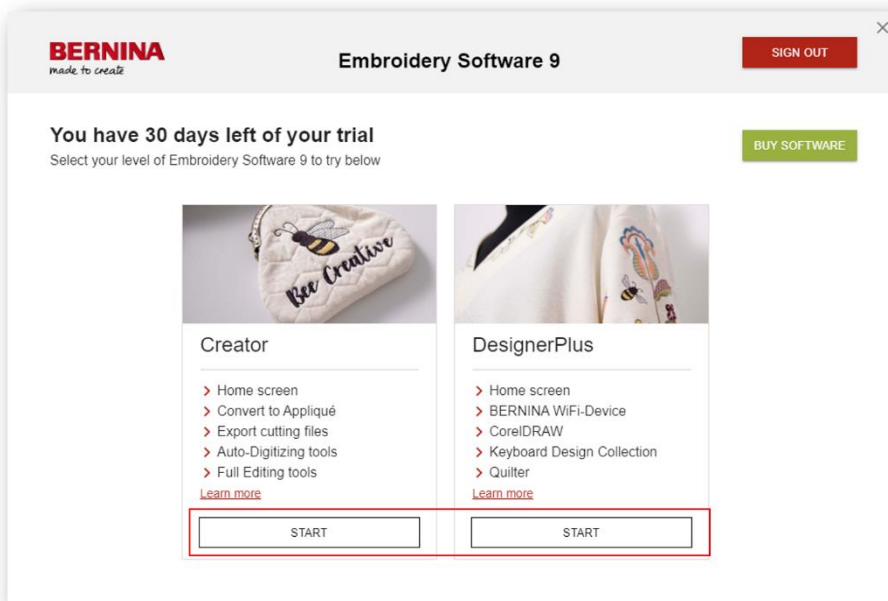 BERNINA
made to create
Embroidery Software 9
SIGN OUT
You have 30 days left of your trial
Select your level of Embroidery Software 9 to try below
BUY SOFTWARE
Bee Creative
Creator
Home screen
Convert to Appliqué
Export cutting files
Auto-Digitizing tools
Full Editing tools
Learn more
START
DesignerPlus
Home screen
BERNINA WiFi-Device
CorelDRAW
Keyboard Design Collection
Quilter
Learn more
START